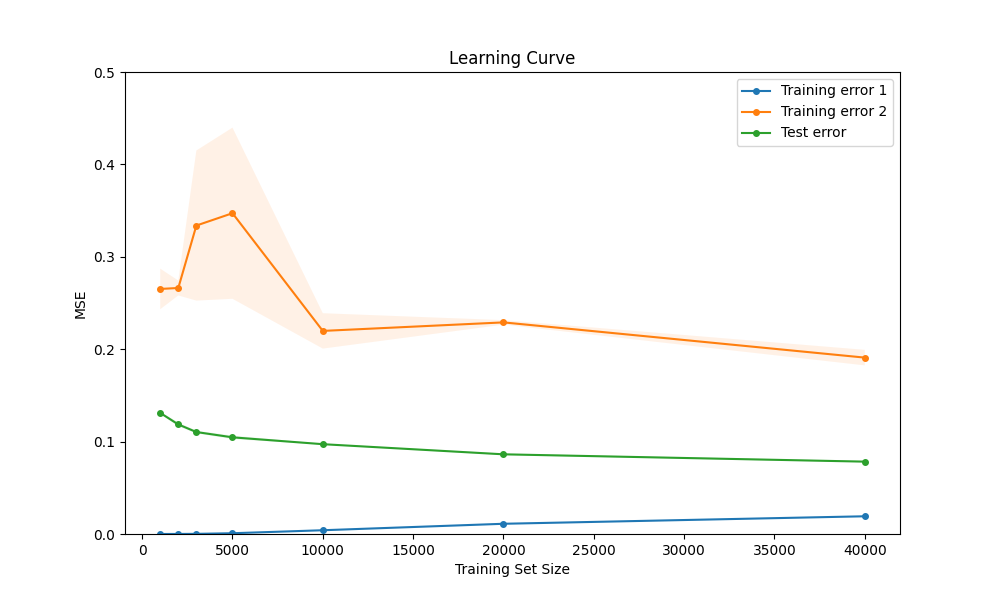 Learning Curve
Training error 1
Training error 2
Test error
MSE
0.5
0.4
0.3
0.2
0.1
0.0
0 5000 10000 15000 20000 25000 30000 35000 40000
Training Set Size